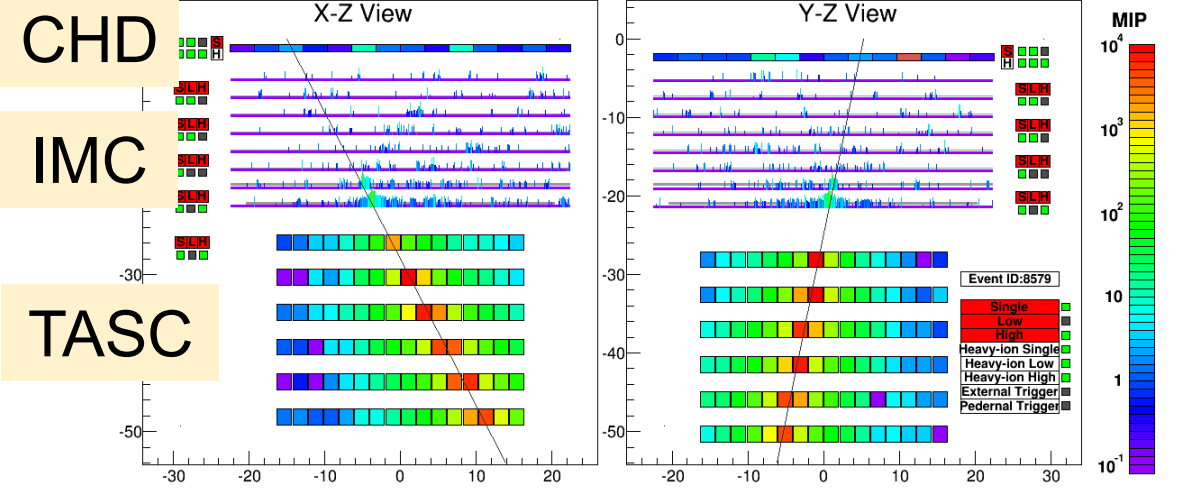 CHD
IMC
TASC
X-Z View
Y-Z View
MIP
S
H
S L H
S L H
S L H
S L H
S L H
-30
-50
-30
-20
-10
0
10
20
0
-10
-20
-30
-40
-50
-20
-10
0
10
20
30
S
H
S L H
S L H
S L H
S L H
Event ID:8579
Single
Low
High
Heavy-ion Single
Heavy-ion Low
Heavy-ion High
External Trigger
Pedernal Trigger
10⁴
10³
10²
10
1
10⁻¹